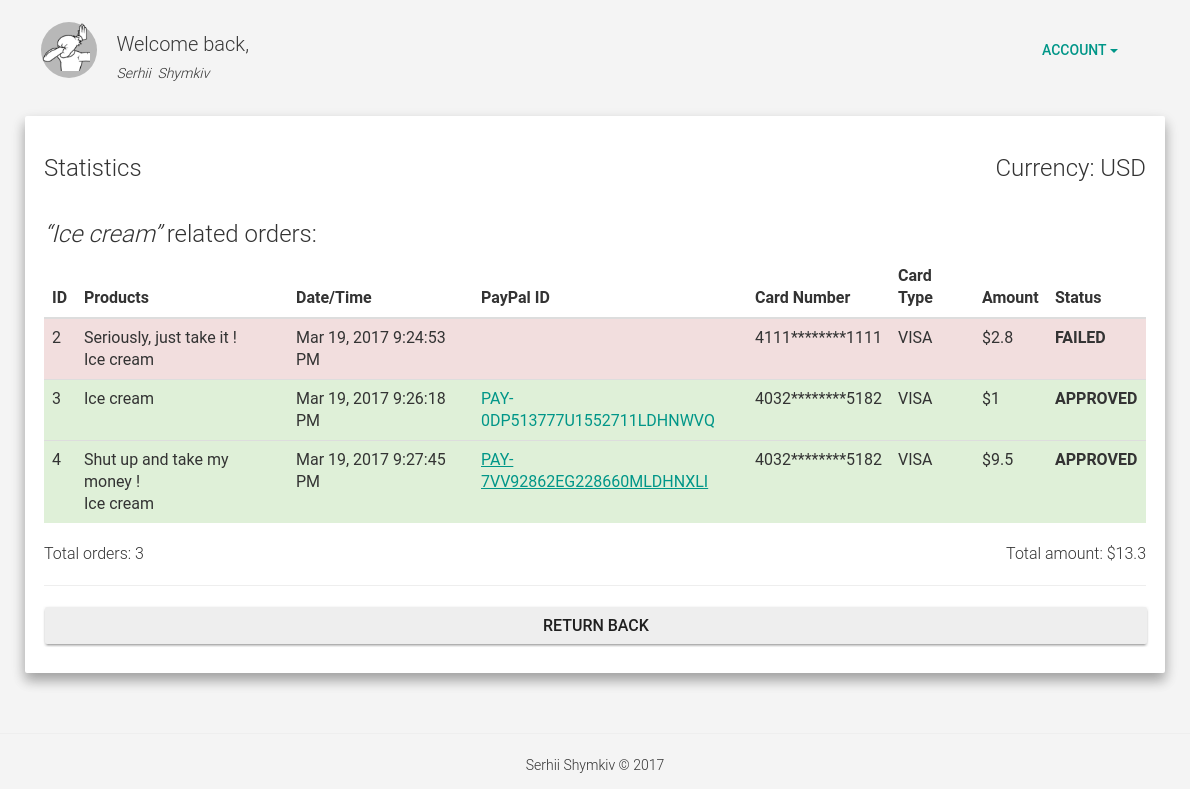 Welcome back,
Serhii Shymkiv
ACCOUNT
Statistics
Currency: USD
“Ice cream” related orders:
ID Products Date/Time PayPal ID Card Number Card Type Amount Status
2 Seriously, just take it ! Mar 19, 2017 9:24:53 4111********1111 VISA $2.8 FAILED
Ice cream PM
3 Ice cream Mar 19, 2017 9:26:18 PAY- 4032********5182 VISA $1 APPROVED
PM 0DP513777U1552711LDHNWVQ
4 Shut up and take my Mar 19, 2017 9:27:45 PAY- 4032********5182 VISA $9.5 APPROVED
money ! PM 7VV92862EG228660MLDHNXLI
Ice cream
Total orders: 3
Total amount: $13.3
RETURN BACK
Serhii Shymkiv © 2017